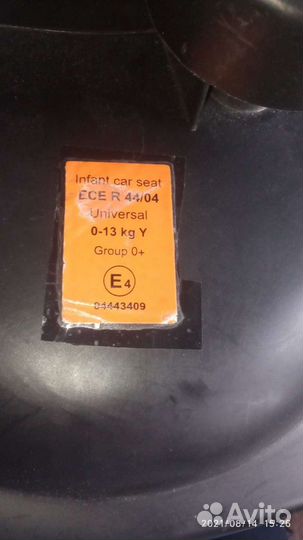 Infant car seat
ECE R 44/04
Universal
0-13 kg Y
Group 0+
E4
04443409
2021-08-14 15:26
Avito